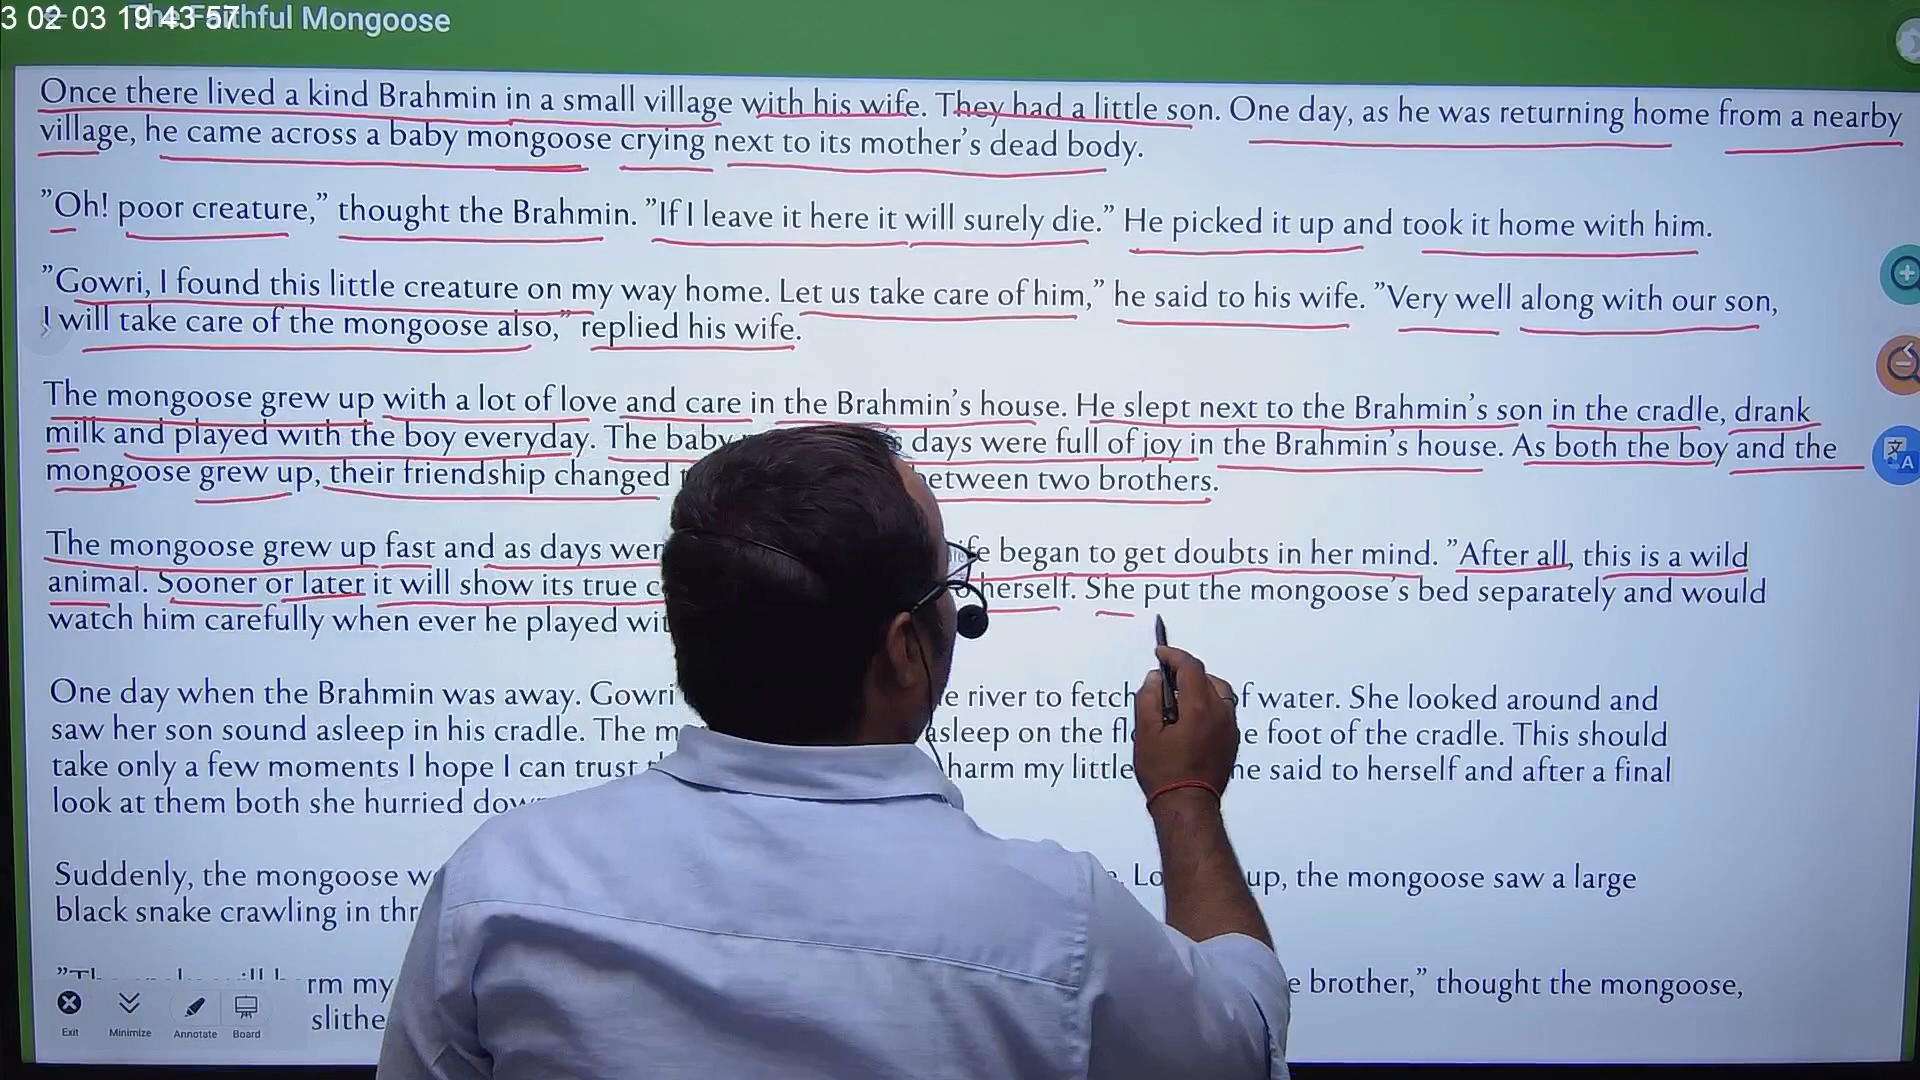 3 02 03 19 43 57
The Faithful Mongoose
Once there lived a kind Brahmin in a small village with his wife. They had a little son. One day, as he was returning home from a nearby
village, he came across a baby mongoose crying next to its mother's dead body.
”Oh! poor creature,” thought the Brahmin. ”If I leave it here it will surely die.” He picked it up and took it home with him.
”Gowri, I found this little creature on my way home. Let us take care of him,” he said to his wife. ”Very well along with our son,
I will take care of the mongoose also,” replied his wife.
The mongoose grew up with a lot of love and care in the Brahmin's house. He slept next to the Brahmin's son in the cradle, drank
milk and played with the boy everyday. The baby days were full of joy in the Brahmin's house. As both the boy and the
mongoose grew up, their friendship changed between two brothers.
The mongoose grew up fast and as days began to get doubts in her mind. ”After all, this is a wild
animal. Sooner or later it will show its true herself. She put the mongoose's bed separately and would
watch him carefully when ever he played
One day when the Brahmin was away. Gowri river to fetch of water. She looked around and
saw her son sound asleep in his cradle. The asleep on the foot of the cradle. This should
take only a few moments I hope I can trust harm my little said to herself and after a final
look at them both she hurried
Suddenly, the mongoose up, the mongoose saw a large
black snake crawling in
my brother,” thought the mongoose,
Exit Minimize Annotate Board